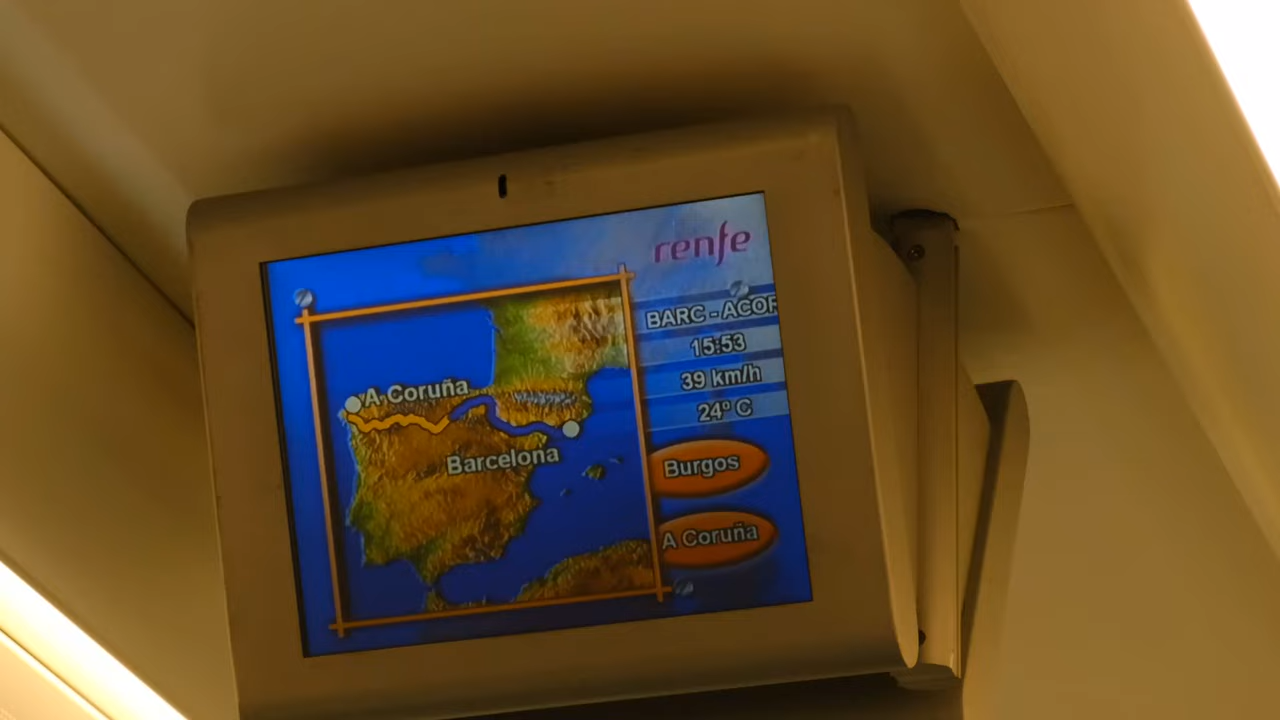 renfe
BARC - ACOR
15:53
39 km/h
24º C
A Coruña
Barcelona
Burgos
A Coruña